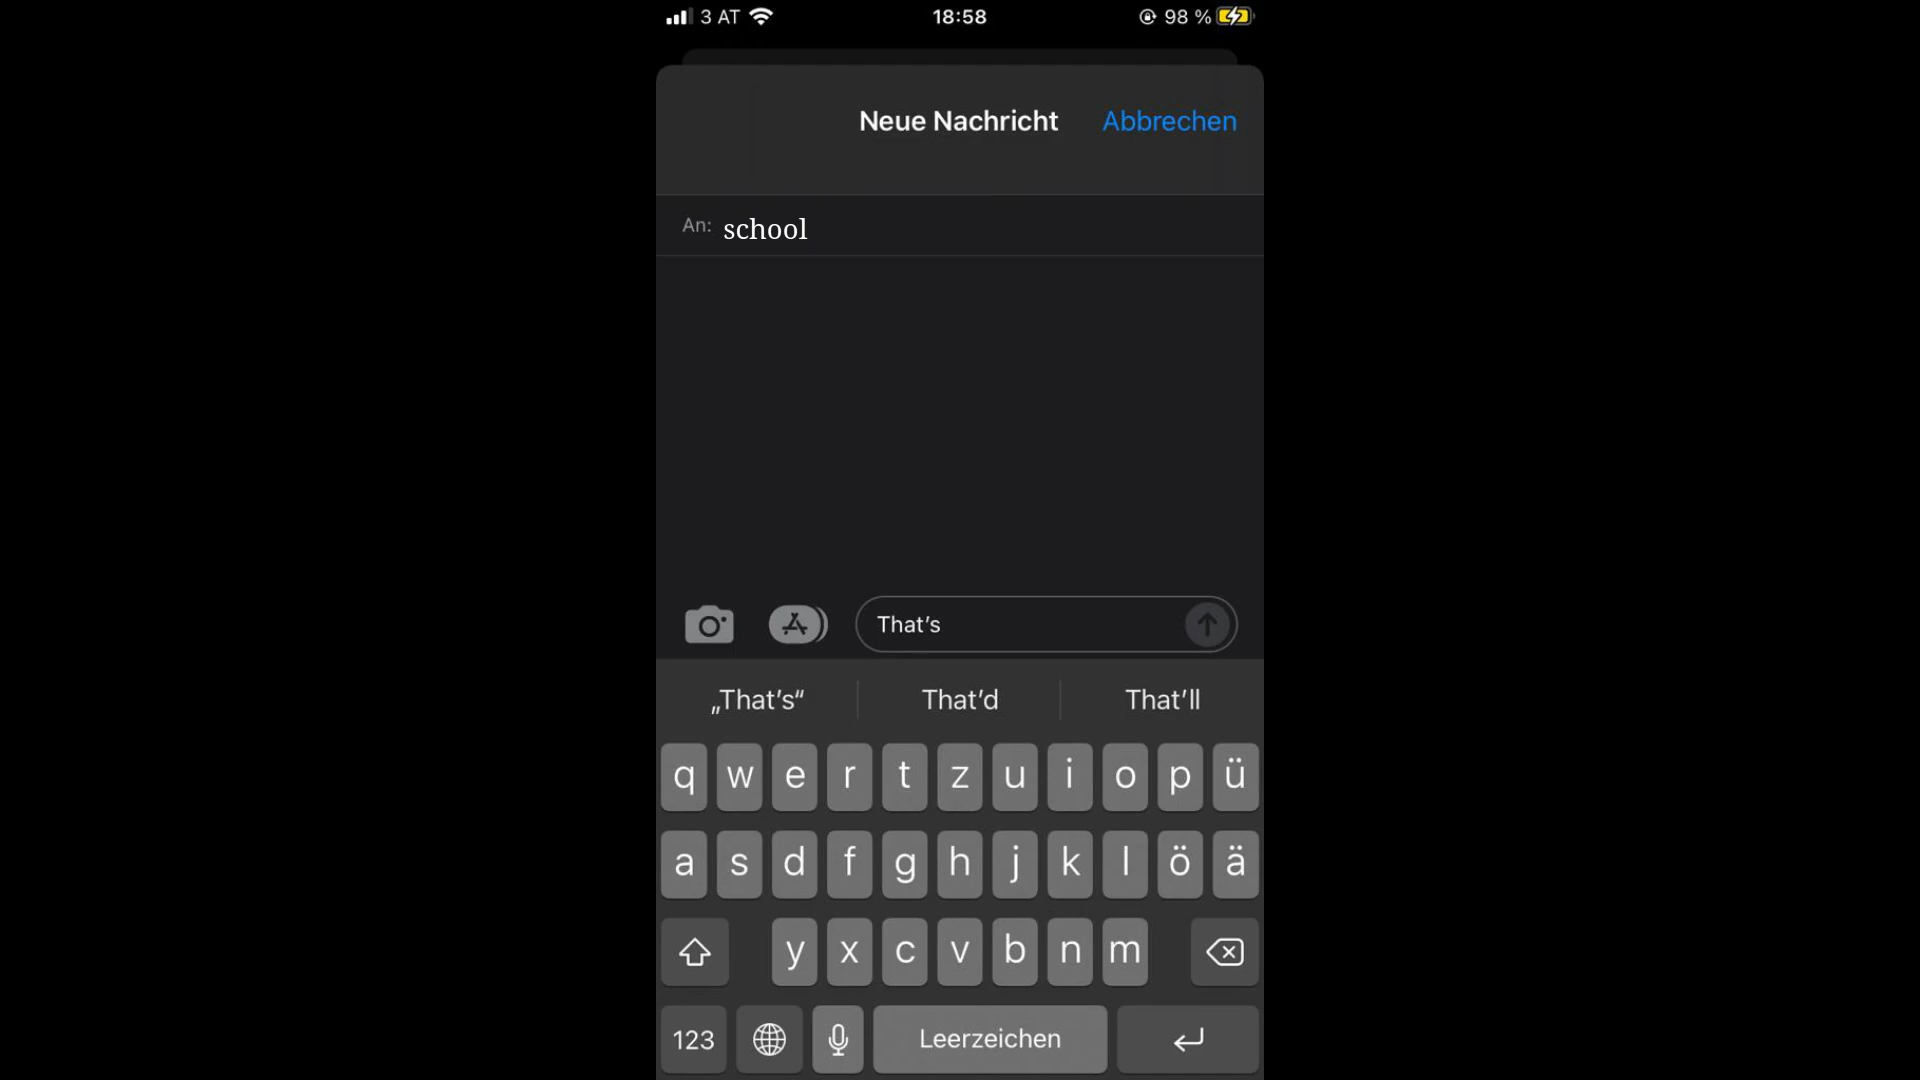 3 AT 18:58 98 %
Neue Nachricht Abbrechen
An: school
That's
„That's“ That'd That'll
q w e r t z u i o p ü
a s d f g h j k l ö ä
y x c v b n m
123 Leerzeichen